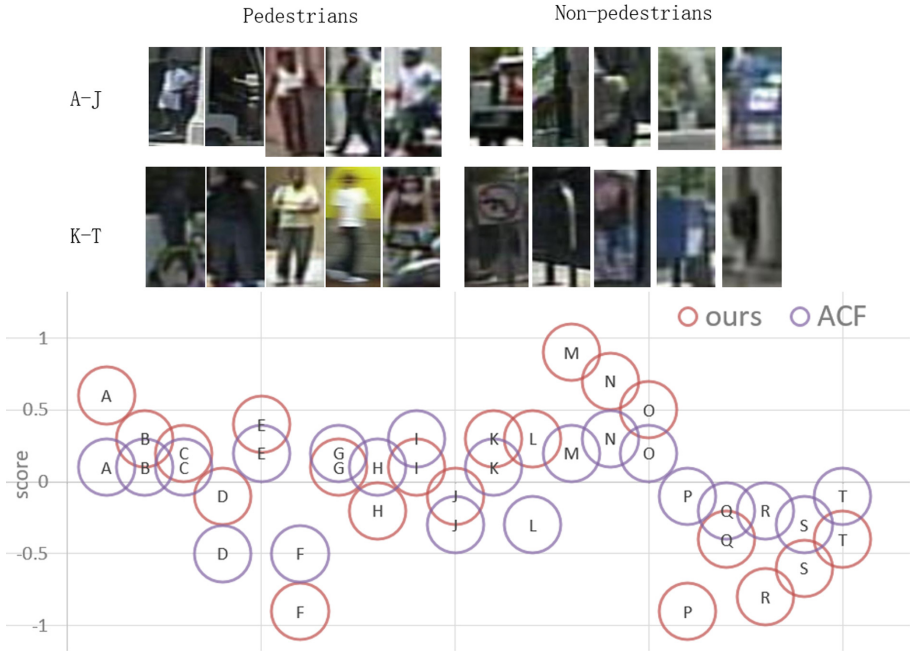 Pedestrians Non-pedestrians
A-J
K-T
ours ACF
1
0.5
0
-0.5
-1
score
A B C D E F G H I J K L M N O P Q R S T
A B C D E F G H I J K L M N O P Q R S T